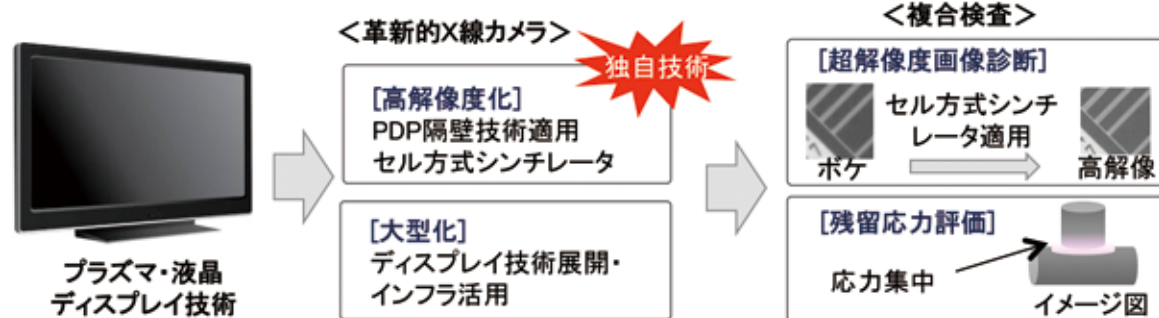 プラズマ・液晶
ディスプレイ技術
＜革新的X線カメラ＞
独自技術
[高解像度化]
PDP隔壁技術適用
セル方式シンチレータ
[大型化]
ディスプレイ技術展開・
インフラ活用
＜複合検査＞
[超解像度画像診断]
セル方式シンチ
レータ適用
ボケ
高解像
[残留応力評価]
応力集中
イメージ図